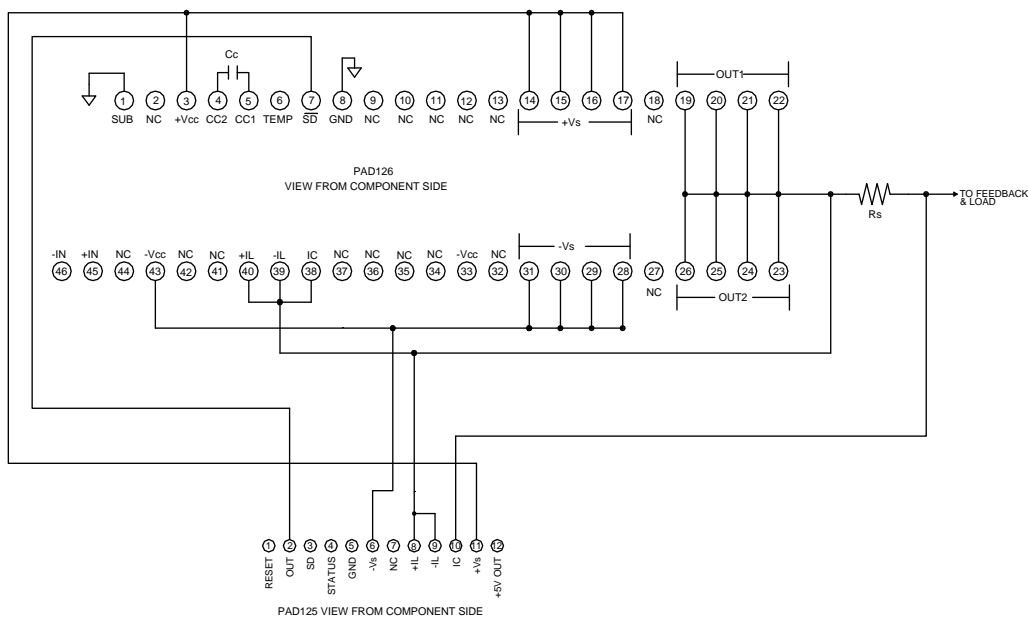 Cc
OUT1
1 2 3 4 5 6 7 8 9 10 11 12 13 14 15 16 17 18 19 20 21 22
SUB NC +Vcc CC2 CC1 TEMP SD GND NC NC NC NC NC +Vs NC
PAD126
VIEW FROM COMPONENT SIDE
TO FEEDBACK
& LOAD
Rs
-IN +IN NC -Vcc NC NC +IL -IL IC NC NC NC NC -Vcc NC -Vs
46 45 44 43 42 41 40 39 38 37 36 35 34 33 32 31 30 29 28 27 26 25 24 23
NC
OUT2
1 2 3 4 5 6 7 8 9 10 11 12
RESET OUT SD STATUS GND -Vs NC +IL -IL IC +Vs +5V OUT
PAD125 VIEW FROM COMPONENT SIDE